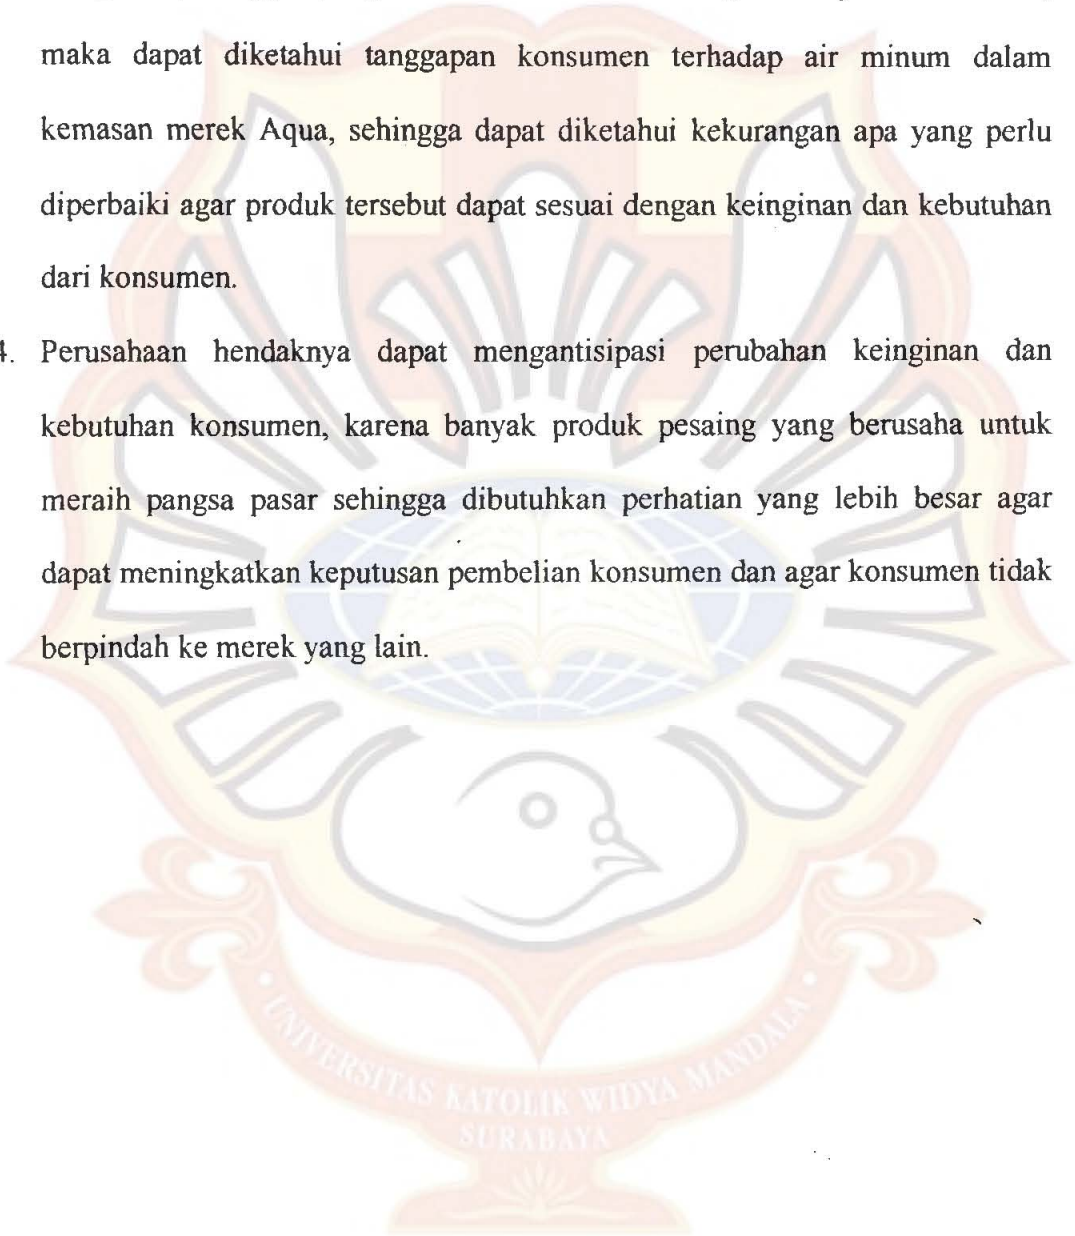 maka dapat diketahui tanggapan konsumen terhadap air minum dalam
kemasan merek Aqua, sehingga dapat diketahui kekurangan apa yang perlu
diperbaiki agar produk tersebut dapat sesuai dengan keinginan dan kebutuhan
dari konsumen.
4. Perusahaan hendaknya dapat mengantisipasi perubahan keinginan dan
kebutuhan konsumen, karena banyak produk pesaing yang berusaha untuk
meraih pangsa pasar sehingga dibutuhkan perhatian yang lebih besar agar
dapat meningkatkan keputusan pembelian konsumen dan agar konsumen tidak
berpindah ke merek yang lain.
UNIVERSITAS KATOLIK WIDYA MANDALA
SURABAYA